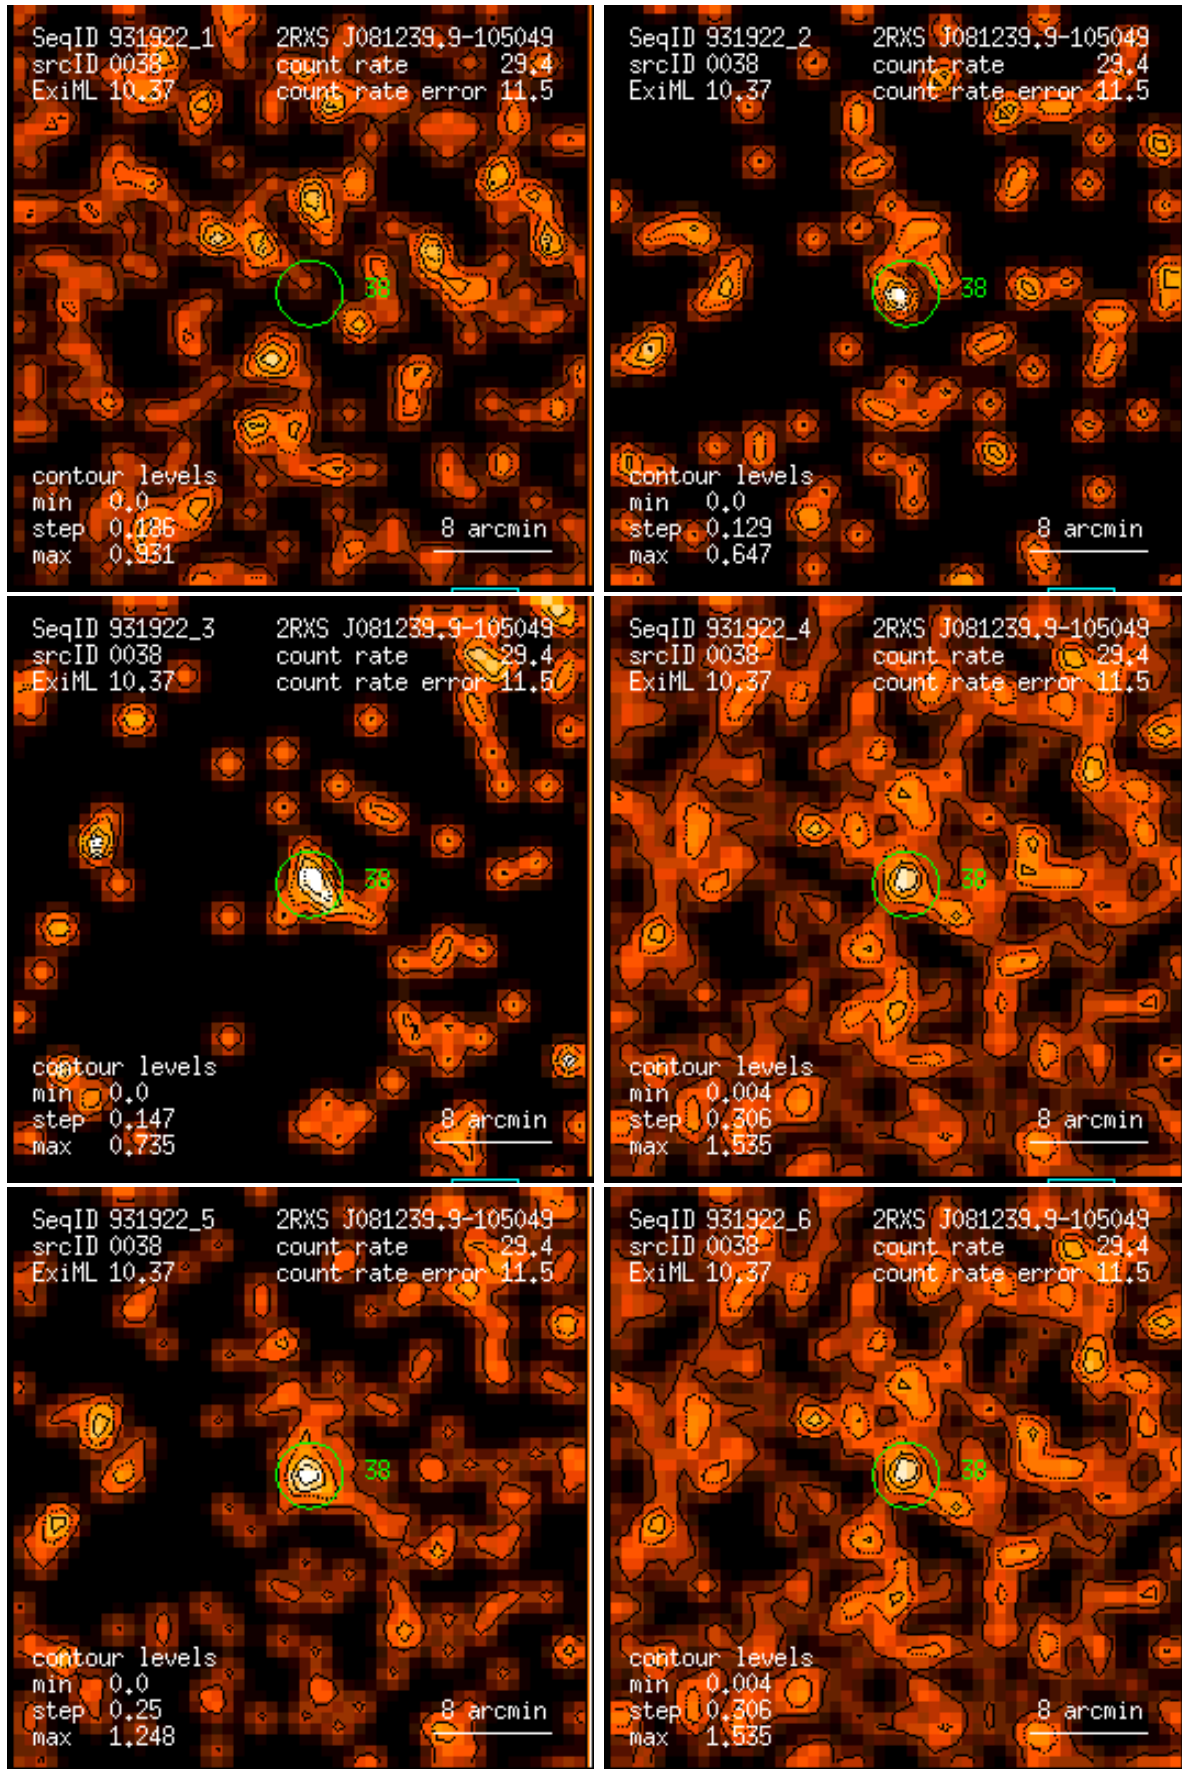 SeqID 931922_1 2RXS J081239.9-105049
srcID 0038 count rate 29.4
ExiML 10.37 count rate error 11.5
38
contour levels
min 0.0
step 0.186
max 0.931
8 arcmin
SeqID 931922_2 2RXS J081239.9-105049
srcID 0038 count rate 29.4
ExiML 10.37 count rate error 11.5
38
contour levels
min 0.0
step 0.129
max 0.647
8 arcmin
SeqID 931922_3 2RXS J081239.9-105049
srcID 0038 count rate 29.4
ExiML 10.37 count rate error 11.5
38
contour levels
min 0.0
step 0.147
max 0.735
8 arcmin
SeqID 931922_4 2RXS J081239.9-105049
srcID 0038 count rate 29.4
ExiML 10.37 count rate error 11.5
38
contour levels
min 0.004
step 0.306
max 1.535
8 arcmin
SeqID 931922_5 2RXS J081239.9-105049
srcID 0038 count rate 29.4
ExiML 10.37 count rate error 11.5
38
contour levels
min 0.0
step 0.25
max 1.248
8 arcmin
SeqID 931922_6 2RXS J081239.9-105049
srcID 0038 count rate 29.4
ExiML 10.37 count rate error 11.5
38
contour levels
min 0.004
step 0.306
max 1.535
8 arcmin